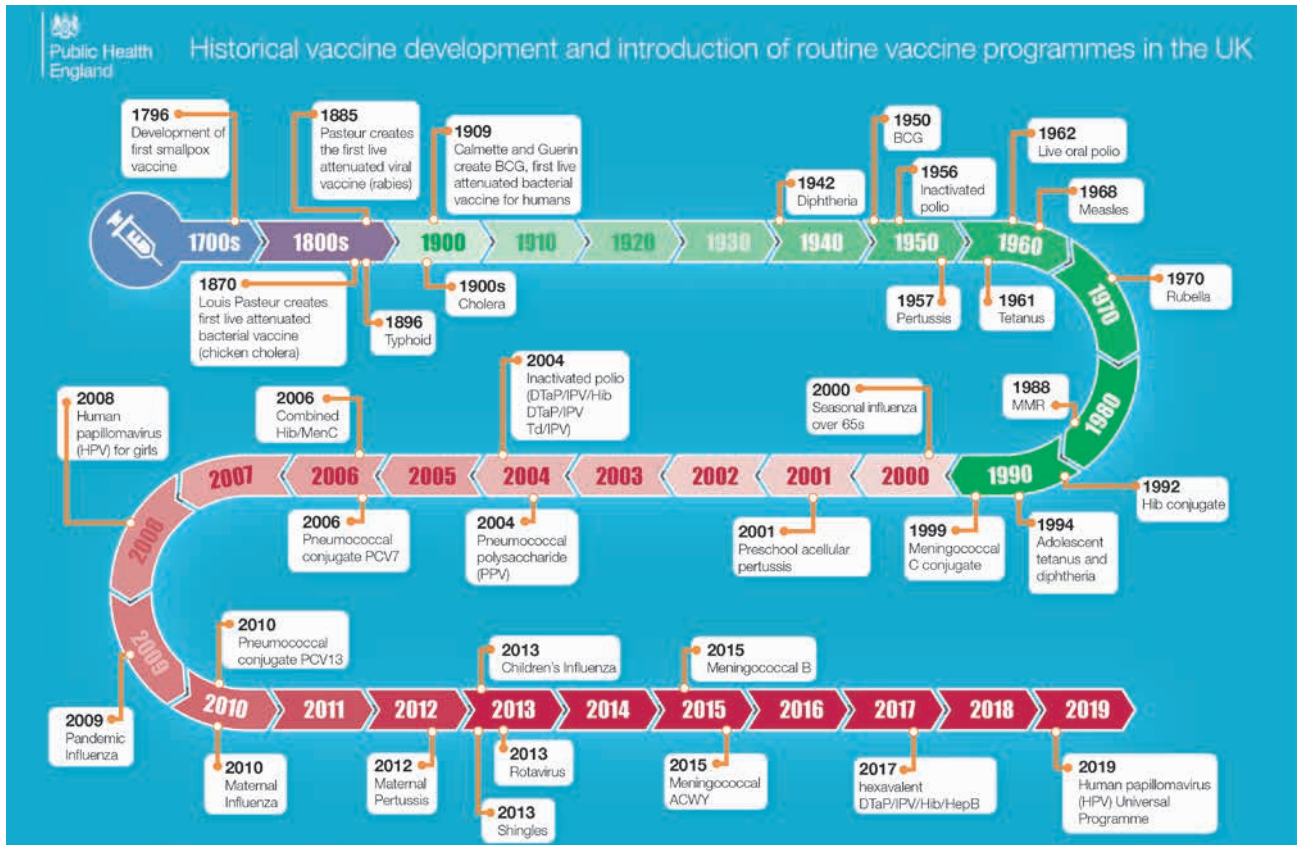 Public Health
England
Historical vaccine development and introduction of routine vaccine programmes in the UK
1796
Development of
first smallpox
vaccine
1885
Pasteur creates
the first live
attenuated viral
vaccine (rabies)
1909
Calmette and Guerin
create BCG, first live
attenuated bacterial
vaccine for humans
1942
Diphtheria
1950
BCG
1956
Inactivated
polio
1962
Live oral polio
1968
Measles
1700s
1800s
1900
1910
1920
1930
1940
1950
1960
1970
1980
1870
Louis Pasteur creates
first live attenuated
bacterial vaccine
(chicken cholera)
1896
Typhoid
1900s
Cholera
1957
Pertussis
1961
Tetanus
1970
Rubella
2008
Human
papillomavirus
(HPV) for girls
2006
Combined
Hib/MenC
2004
Inactivated polio
(DTaP/IPV/Hib
DTaP/IPV
Td/IPV)
2000
Seasonal influenza
over 65s
1988
MMR
2007
2006
2005
2004
2003
2002
2001
2000
1990
2006
Pneumococcal
conjugate PCV7
2004
Pneumococcal
polysaccharide
(PPV)
2001
Preschool acellular
pertussis
1999
Meningococcal
C conjugate
1994
Adolescent
tetanus and
diphtheria
1992
Hib conjugate
2008
2009
2010
Pneumococcal
conjugate PCV13
2013
Children's Influenza
2015
Meningococcal B
2010
2011
2012
2013
2014
2015
2016
2017
2018
2019
2009
Pandemic
Influenza
2010
Maternal
Influenza
2012
Maternal
Pertussis
2013
Rotavirus
2013
Shingles
2015
Meningococcal
ACWY
2017
hexavalent
DTaP/IPV/Hib/HepB
2019
Human papillomavirus
(HPV) Universal
Programme